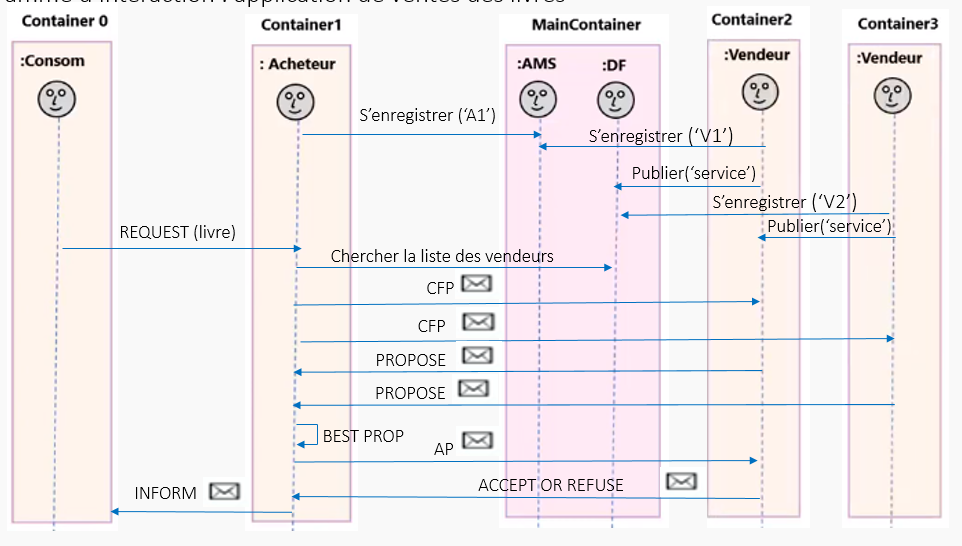 d'interaction : application de ventes des livres
Container 0
Container1
MainContainer
Container2
Container3
:Consom
: Acheteur
:AMS
:DF
:Vendeur
:Vendeur
S'enregistrer ('A1')
S'enregistrer ('V1')
Publier('service')
S'enregistrer ('V2')
Publier('service')
REQUEST (livre)
Chercher la liste des vendeurs
CFP
CFP
PROPOSE
PROPOSE
BEST PROP
AP
ACCEPT OR REFUSE
INFORM